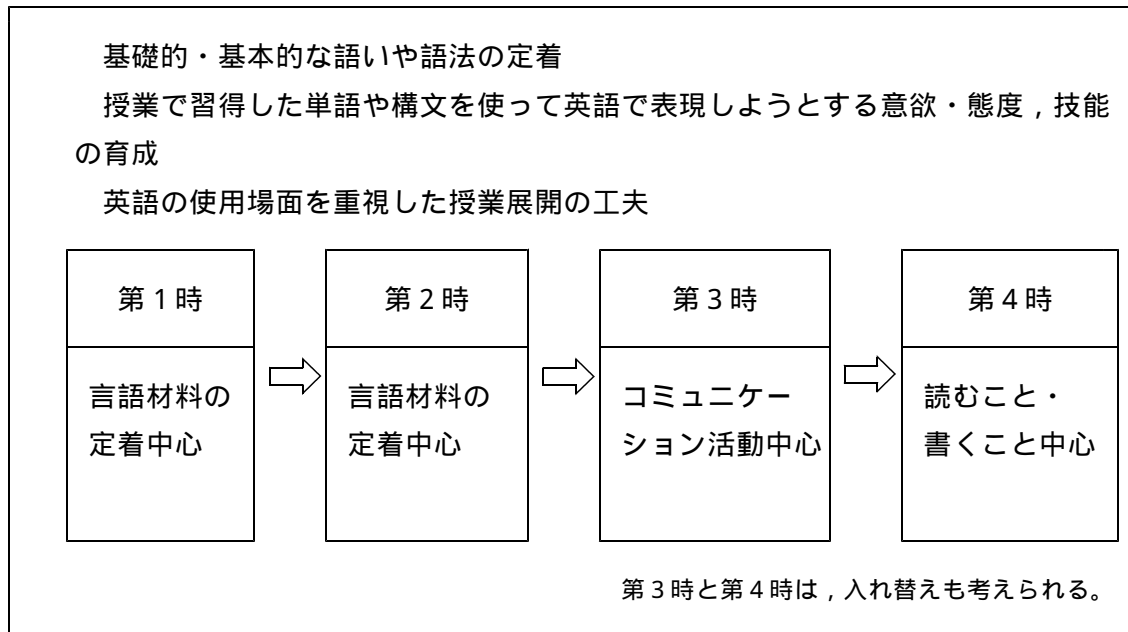 基礎的・基本的な語いや語法の定着
授業で習得した単語や構文を使って英語で表現しようとする意欲・態度，技能
の育成
英語の使用場面を重視した授業展開の工夫
第１時
言語材料の
定着中心
第２時
言語材料の
定着中心
第３時
コミュニケー
ション活動中心
第４時
読むこと・
書くこと中心
第３時と第４時は，入れ替えも考えられる。